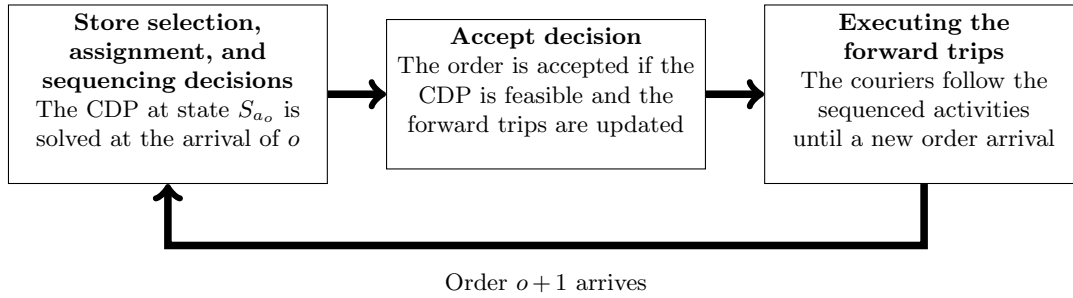 Store selection,
assignment, and
sequencing decisions
The CDP at state $S_{a_o}$ is
solved at the arrival of $o$
Accept decision
The order is accepted if the
CDP is feasible and the
forward trips are updated
Executing the
forward trips
The couriers follow the
sequenced activities
until a new order arrival
Order $o + 1$ arrives